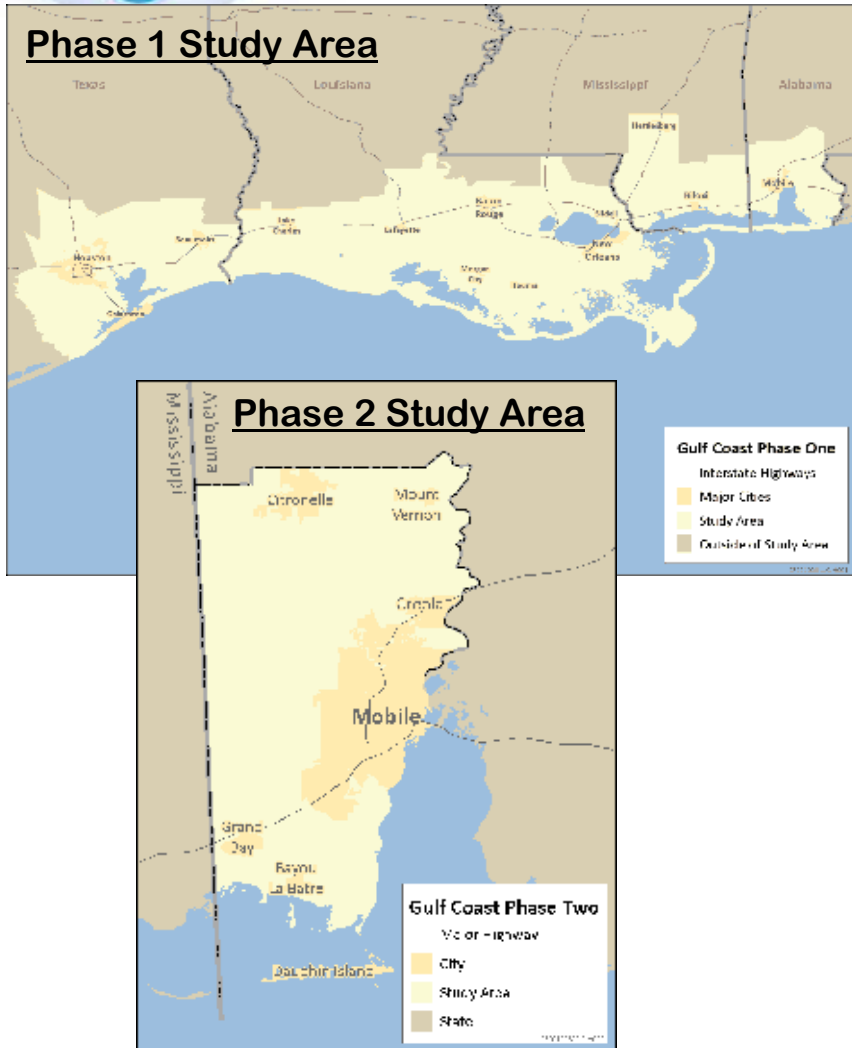 Phase 1 Study Area
Texas
Louisiana
Mississippi
Alabama
Hattiesburg
Mobile
Biloxi
Slidell
New
Orleans
Baton
Rouge
Lafayette
Lake
Charles
Beaumont
Houston
Galveston
Morgan
City
Houma
Gulf Coast Phase One
Interstate Highways
Major Cities
Study Area
Outside of Study Area
Phase 2 Study Area
Mississippi
Alabama
Citronelle
Mount
Vernon
Creola
Mobile
Grand
Bay
Bayou
La Batre
Dauphin Island
Gulf Coast Phase Two
Major Highway
City
Study Area
State